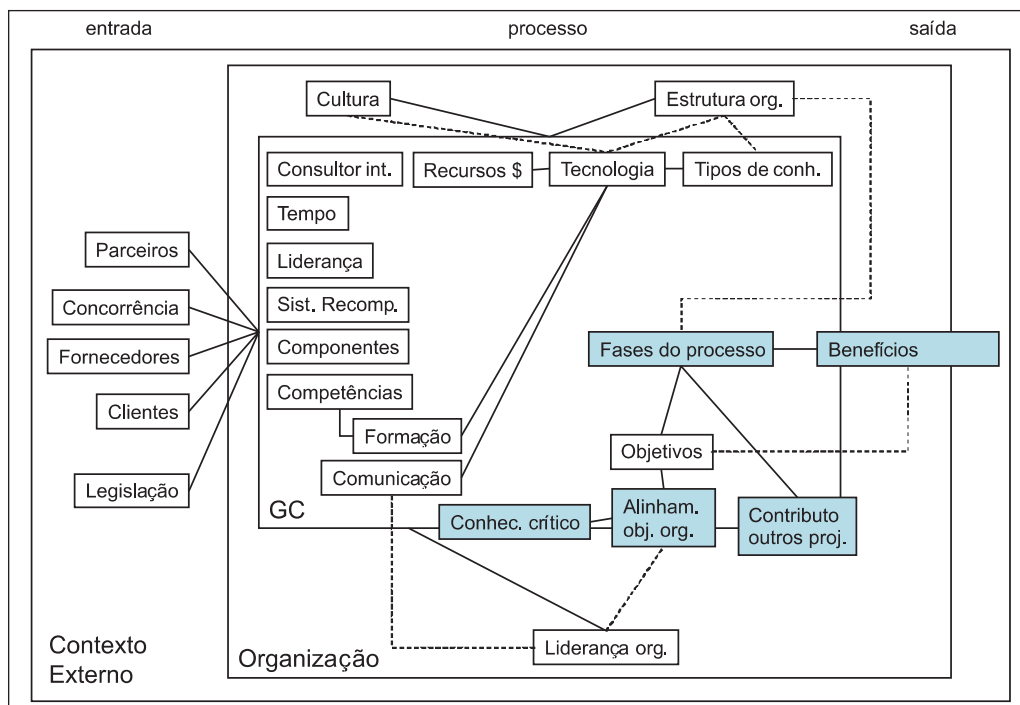 entrada
processo
saída
Cultura
Estrutura org.
Consultor int.
Recursos $
Tecnologia
Tipos de conh.
Tempo
Parceiros
Liderança
Concorrência
Sist. Recomp.
Fornecedores
Componentes
Fases do processo
Benefícios
Competências
Clientes
Formação
Objetivos
Comunicação
Legislação
GC
Conhec. crítico
Alinham.
obj. org.
Contributo
outros proj.
Liderança org.
Contexto
Externo
Organização